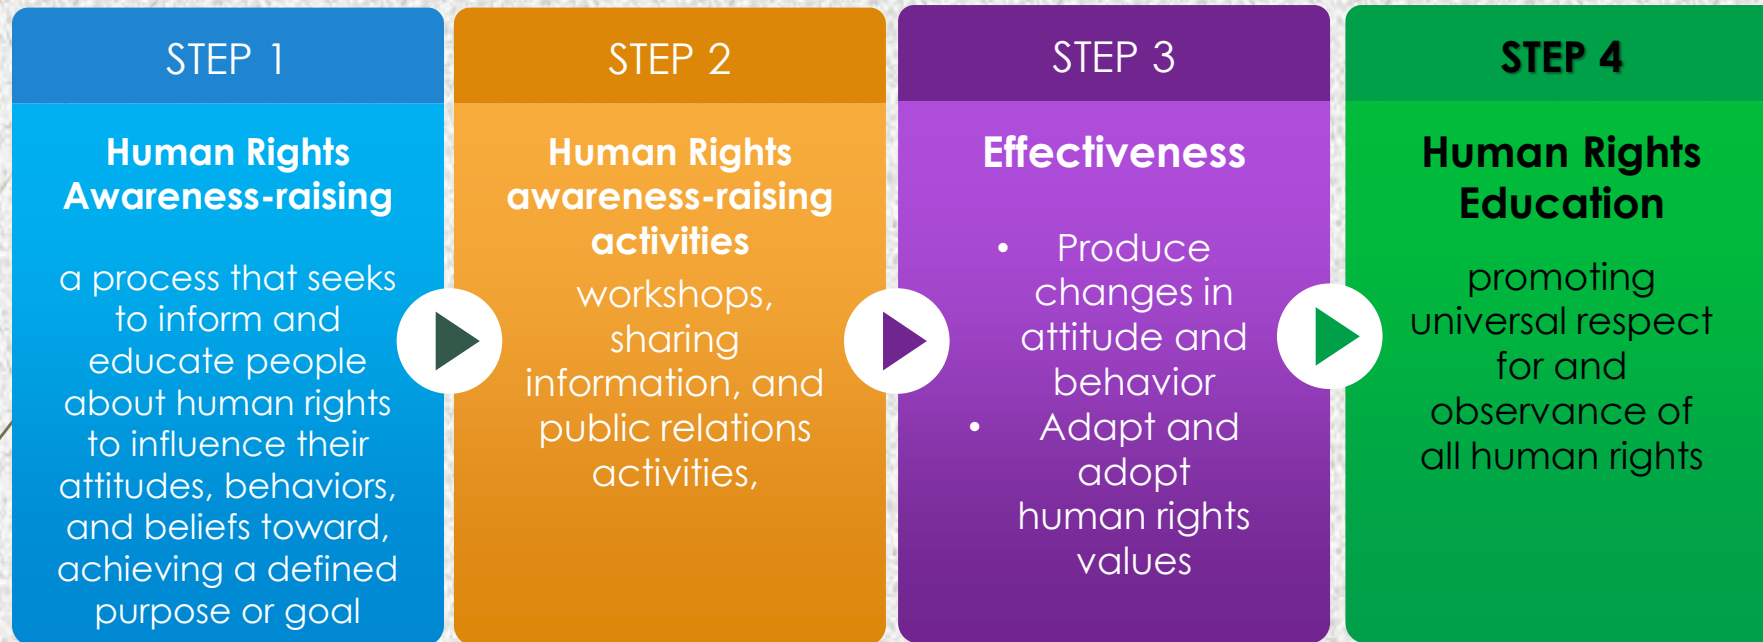 STEP 1
Human Rights
Awareness-raising
a process that seeks
to inform and
educate people
about human rights
to influence their
attitudes, behaviors,
and beliefs toward,
achieving a defined
purpose or goal
STEP 2
Human Rights
awareness-raising
activities
workshops,
sharing
information, and
public relations
activities,
STEP 3
Effectiveness
• Produce
changes in
attitude and
behavior
• Adapt and
adopt
human rights
values
STEP 4
Human Rights
Education
promoting
universal respect
for and
observance of
all human rights